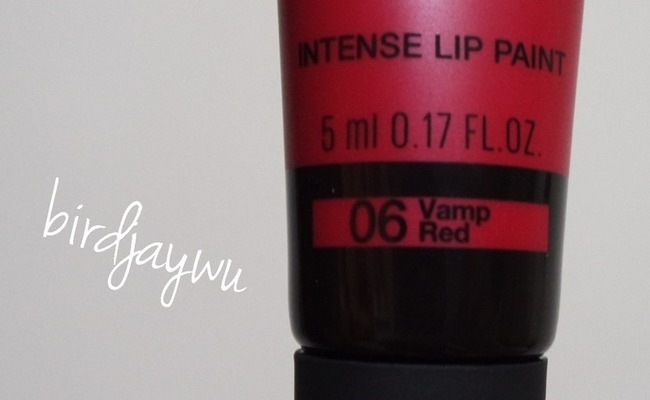 INTENSE LIP PAINT
5 ml 0.17 FL.OZ.
06 Vamp
Red
birdjaywu